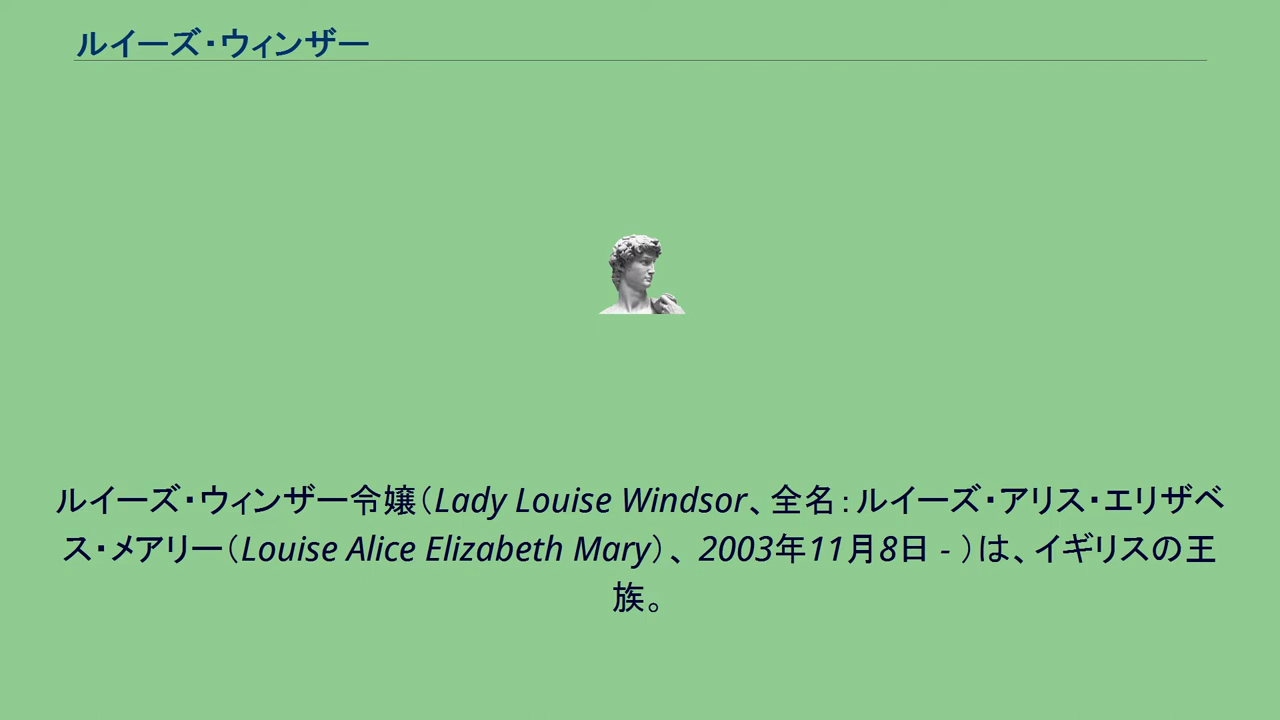 ルイーズ・ウィンザー
ルイーズ・ウィンザー令嬢（Lady Louise Windsor、全名：ルイーズ・アリス・エリザベ
ス・メアリー（Louise Alice Elizabeth Mary）、2003年11月8日 - ）は、イギリスの王
族。